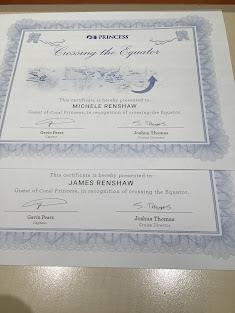 PRINCESS
Crossing the Equator
This certificate is hereby presented to:
MICHELE RENSHAW
Guest of Coral Princess, in recognition of crossing the Equator.
S. Thomas
Gavin Pears Joshua Thomas
Captain Cruise Director
This certificate is hereby presented to:
JAMES RENSHAW
Guest of Coral Princess, in recognition of crossing the Equator.
S. Thomas
Gavin Pears Joshua Thomas
Captain Cruise Director